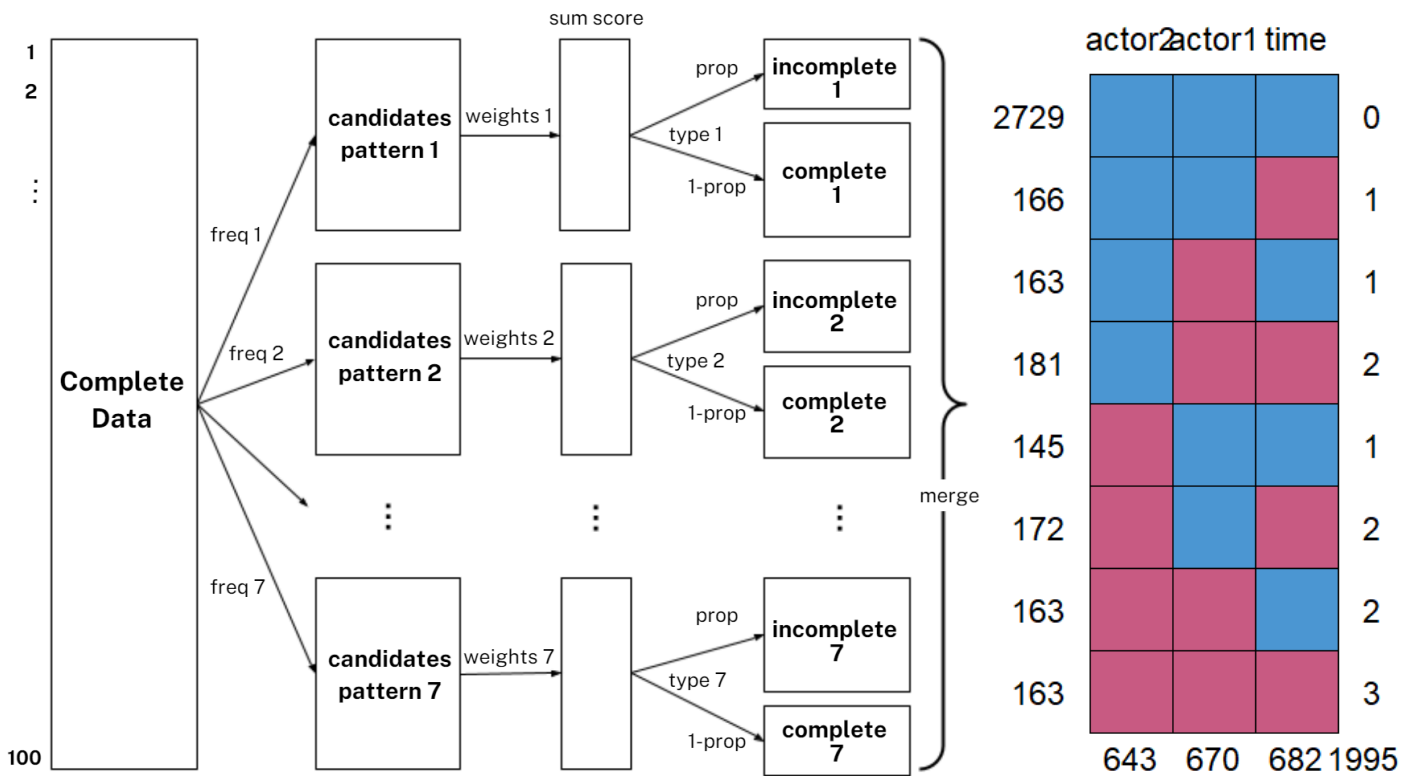 sum score
1
2
⋮
100
Complete
Data
freq 1
freq 2
freq 7
candidates
pattern 1
weights 1
prop
type 1
1-prop
incomplete
1
complete
1
candidates
pattern 2
weights 2
prop
type 2
1-prop
incomplete
2
complete
2
⋮
⋮
⋮
candidates
pattern 7
weights 7
prop
type 7
1-prop
incomplete
7
complete
7
merge
actor2 actor1 time
2729 0
166 1
163 1
181 2
145 1
172 2
163 2
163 3
643 670 682 1995